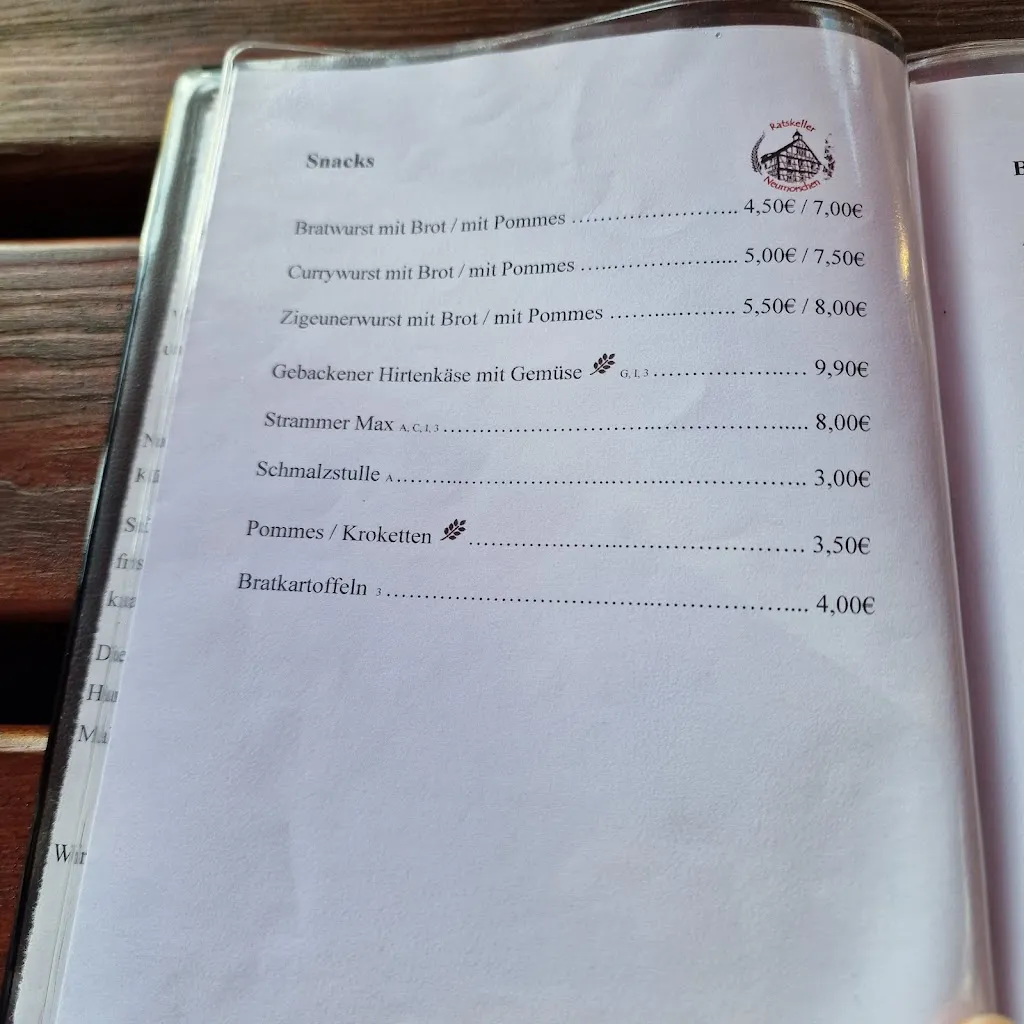 Ratskeller
Neumorschen
Snacks
Bratwurst mit Brot / mit Pommes ........................ 4,50€ / 7,00€
Currywurst mit Brot / mit Pommes ....................... 5,00€ / 7,50€
Zigeunerwurst mit Brot / mit Pommes .................. 5,50€ / 8,00€
Gebackener Hirtenkäse mit Gemüse G, I, 3 ...................... 9,90€
Strammer Max A, C, I, 3 ..................................................... 8,00€
Schmalzstulle A .......................................................... 3,00€
Pommes / Kroketten ................................................ 3,50€
Bratkartoffeln 3 ............................................................ 4,00€